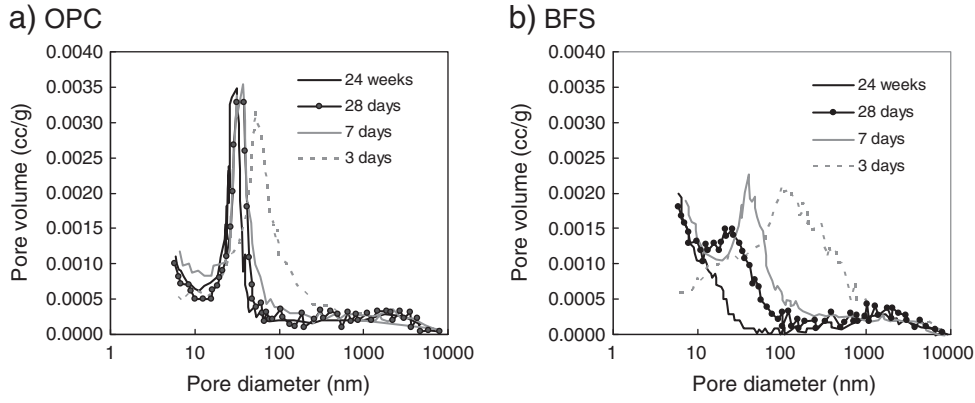 a) OPC
0.0040
0.0035
0.0030
0.0025
0.0020
0.0015
0.0010
0.0005
0.0000
Pore volume (cc/g)
1
10
100
1000
10000
Pore diameter (nm)
24 weeks
28 days
7 days
3 days
b) BFS
0.0040
0.0035
0.0030
0.0025
0.0020
0.0015
0.0010
0.0005
0.0000
Pore volume (cc/g)
1
10
100
1000
10000
Pore diameter (nm)
24 weeks
28 days
7 days
3 days